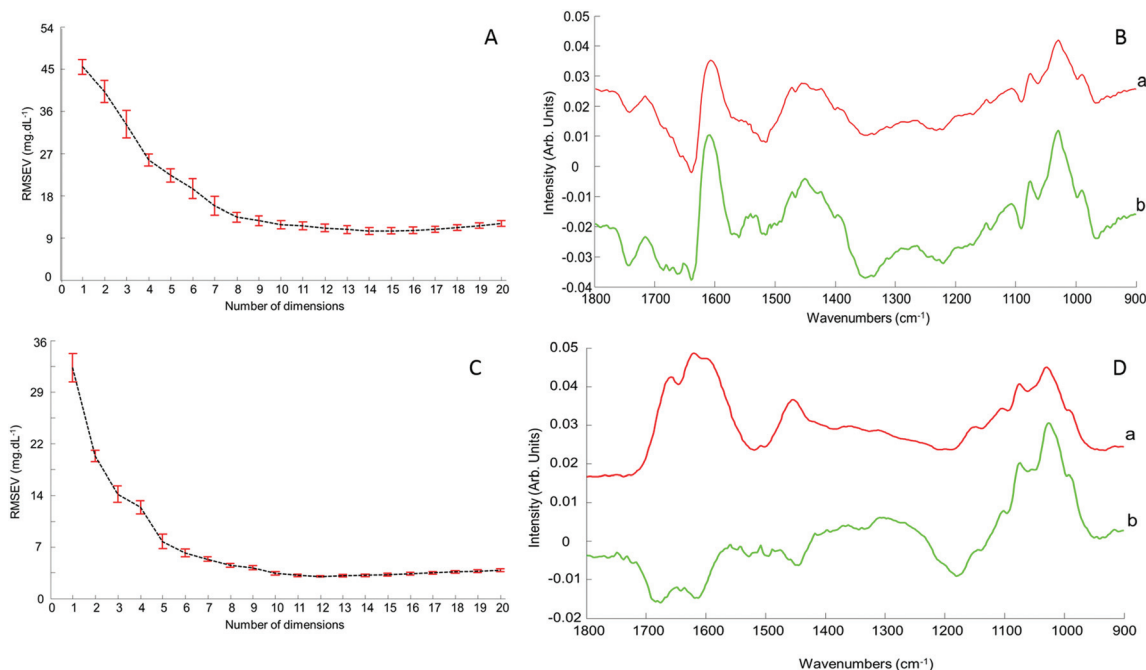 A
RMSEV (mg.dL⁻¹)
54
45
36
27
18
9
0
0 1 2 3 4 5 6 7 8 9 10 11 12 13 14 15 16 17 18 19 20
Number of dimensions
B
Intensity (Arb. Units)
0.05
0.04
0.03
0.02
0.01
0
-0.01
-0.02
-0.03
-0.04
a
b
1800 1700 1600 1500 1400 1300 1200 1100 1000 900
Wavenumbers (cm⁻¹)
C
RMSEV (mg.dL⁻¹)
36
29
22
14
7
0
1 2 3 4 5 6 7 8 9 10 11 12 13 14 15 16 17 18 19 20
Number of dimensions
D
Intensity (Arb. Units)
0.05
0.04
0.03
0.02
0.01
0
-0.01
-0.02
a
b
1800 1700 1600 1500 1400 1300 1200 1100 1000 900
Wavenumbers (cm⁻¹)